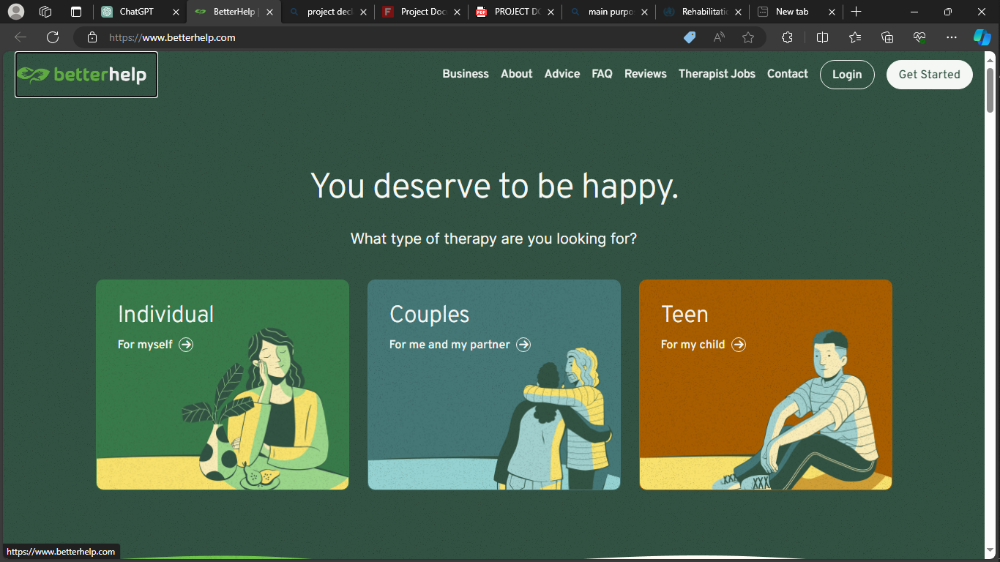 ChatGPT
BetterHelp |
project decl
Project Doc
PDF PROJECT DO
main purpo
Rehabilitatio
New tab
https://www.betterhelp.com
betterhelp
Business About Advice FAQ Reviews Therapist Jobs Contact Login Get Started
You deserve to be happy.
What type of therapy are you looking for?
Individual
For myself
Couples
For me and my partner
Teen
For my child
https://www.betterhelp.com